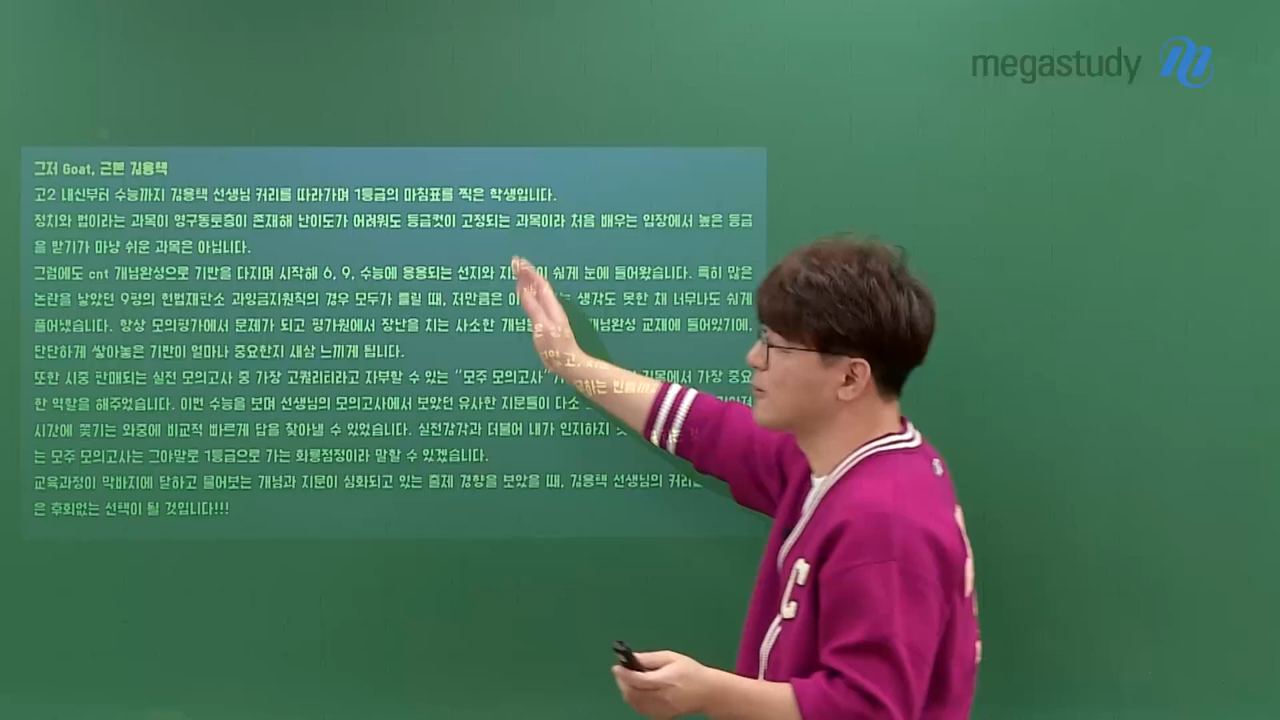 megastudy
그저 Goat, 근본 김용택
고2 내신부터 수능까지 김용택 선생님 커리를 따라가며 1등급의 마침표를 찍은 학생입니다.
정치와 법이라는 과목이 영구동토층이 존재해 난이도가 어려워도 등급컷이 고정되는 과목이라 처음 배우는 입장에서 높은 등급
을 받기가 마냥 쉬운 과목은 아닙니다.
그럼에도 cnt 개념완성으로 기반을 다지며 시작해 6, 9, 수능에 응용되는 선지와 쉽게 눈에 들어왔습니다. 특히 많은
논란을 낳았던 9평의 헌법재판소 과잉금지원칙의 경우 모두가 틀릴 때, 저만큼은 생각도 못한 채 너무나도 쉽게
풀어냈습니다. 항상 모의평가에서 문제가 되고 평가원에서 장난을 치는 사소한 개념완성 교재에 들어있기에,
단단하게 쌓아놓은 기반이 얼마나 중요한지 새삼 느끼게 됩니다.
또한 시중 판매되는 실전 모의고사 중 가장 고퀄리티라고 자부할 수 있는 "모주 모의고사" 길목에서 가장 중요
한 역할을 해주었습니다. 이번 수능을 보며 선생님의 모의고사에서 보았던 유사한 지문들이 다소
시간에 쫓기는 와중에 비교적 빠르게 답을 찾아낼 수 있었습니다. 실전감각과 더불어 내가 인지하지
는 모주 모의고사는 그야말로 1등급으로 가는 화룡점정이라 말할 수 있겠습니다.
교육과정이 막바지에 달하고 물어보는 개념과 지문이 심화되고 있는 출제 경향을 보았을 때, 김용택 선생님의
은 후회없는 선택이 될 것입니다!!!
C